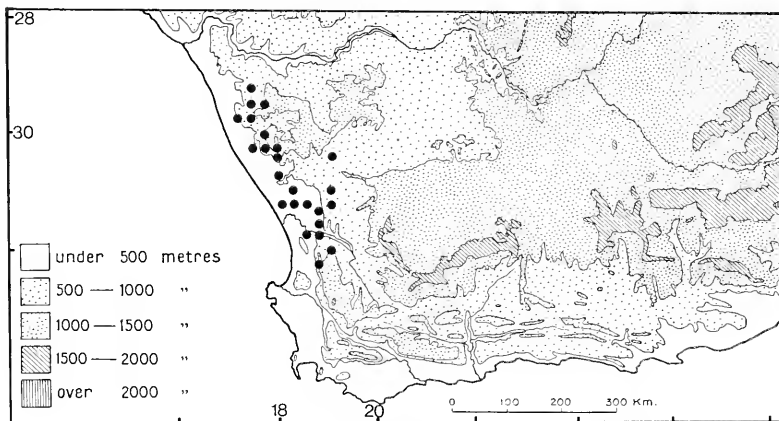 28
30
under 500 metres
500 — 1000 "
1000 — 1500 "
1500 — 2000 "
over 2000 "
18 20
0 100 200 300 Km.